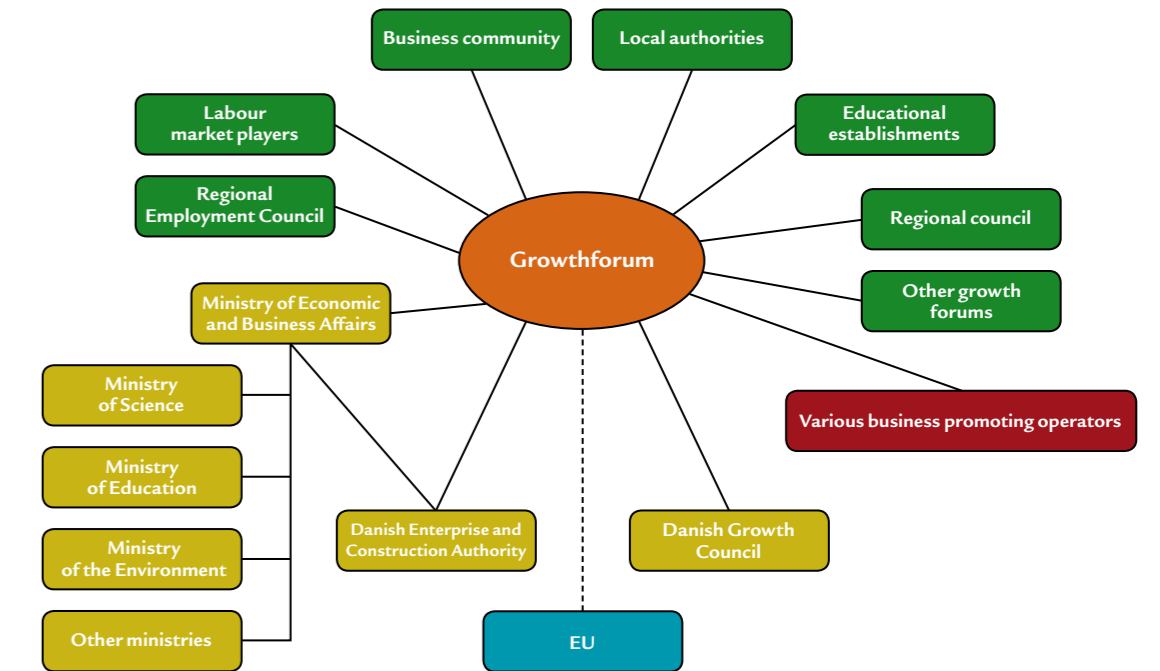 Business community
Local authorities
Labour
market players
Educational
establishments
Regional
Employment Council
Regional council
Growthforum
Other growth
forums
Ministry of Economic
and Business Affairs
Ministry
of Science
Various business promoting operators
Ministry
of Education
Danish Enterprise and
Construction Authority
Danish Growth
Council
Ministry
of the Environment
Other ministries
EU